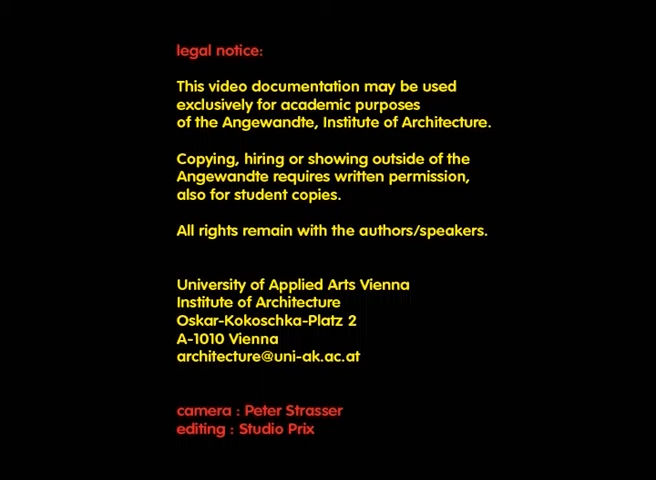 legal notice:
This video documentation may be used
exclusively for academic purposes
of the Angewandte, Institute of Architecture.
Copying, hiring or showing outside of the
Angewandte requires written permission,
also for student copies.
All rights remain with the authors/speakers.
University of Applied Arts Vienna
Institute of Architecture
Oskar-Kokoschka-Platz 2
A-1010 Vienna
architecture@uni-ak.ac.at
camera : Peter Strasser
editing : Studio Prix